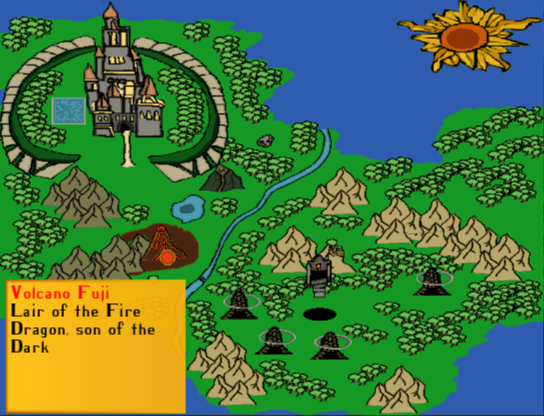 Volcano Fuji
Lair of the Fire
Dragon, son of the
Dark